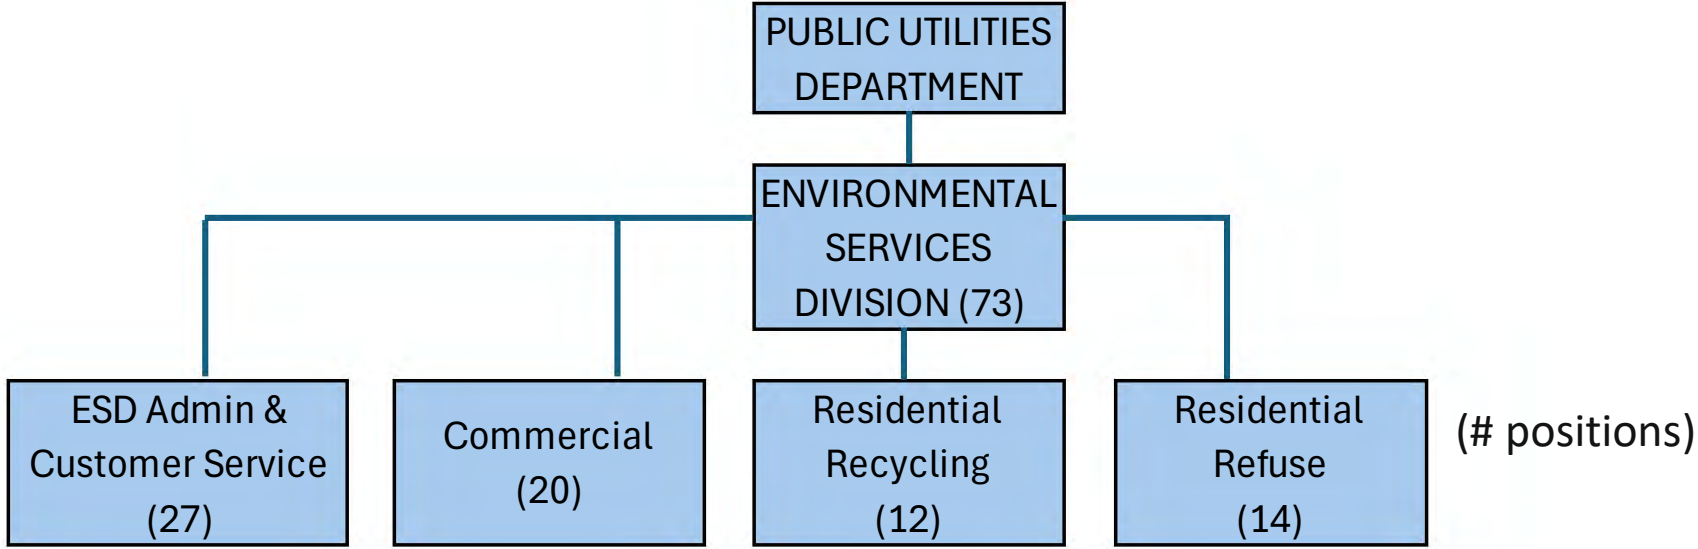 PUBLIC UTILITIES
DEPARTMENT
ENVIRONMENTAL
SERVICES
DIVISION (73)
ESD Admin &
Customer Service
(27)
Commercial
(20)
Residential
Recycling
(12)
Residential
Refuse
(14)
(# positions)